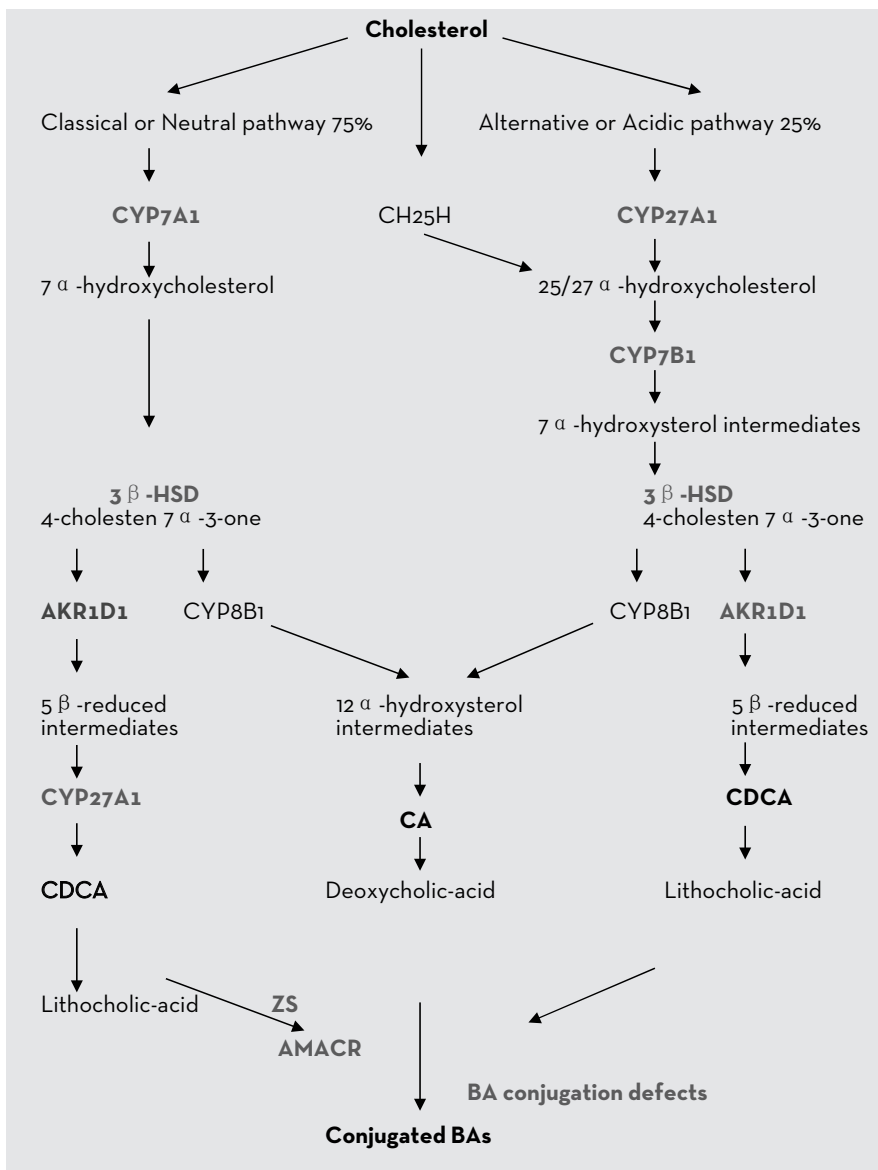 Cholesterol
Classical or Neutral pathway 75%
Alternative or Acidic pathway 25%
CYP7A1
CH25H
CYP27A1
7 α -hydroxycholesterol
25/27 α -hydroxycholesterol
CYP7B1
7 α -hydroxysterol intermediates
3 β -HSD
4-cholesten 7 α -3-one
3 β -HSD
4-cholesten 7 α -3-one
AKR1D1
CYP8B1
CYP8B1
AKR1D1
5 β -reduced
intermediates
12 α -hydroxysterol
intermediates
5 β -reduced
intermediates
CYP27A1
CA
CDCA
CDCA
Deoxycholic-acid
Lithocholic-acid
Lithocholic-acid
ZS
AMACR
BA conjugation defects
Conjugated BAs